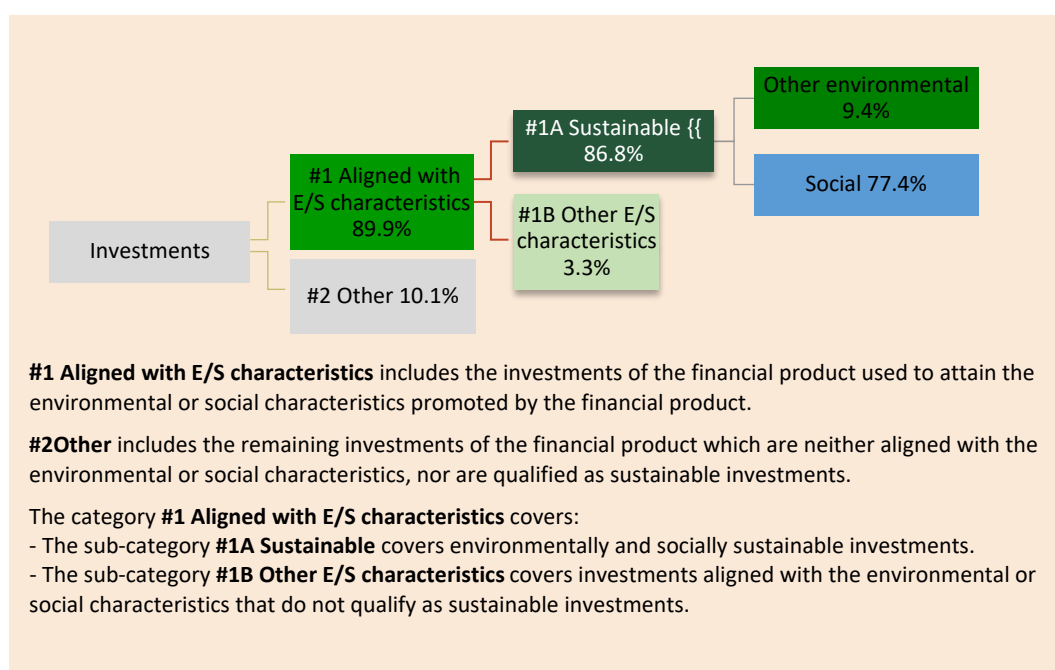 Investments
#1 Aligned with
E/S characteristics
89.9%
#2 Other 10.1%
#1A Sustainable {{
86.8%
#1B Other E/S
characteristics
3.3%
Other environmental
9.4%
Social 77.4%
#1 Aligned with E/S characteristics includes the investments of the financial product used to attain the
environmental or social characteristics promoted by the financial product.
#2Other includes the remaining investments of the financial product which are neither aligned with the
environmental or social characteristics, nor are qualified as sustainable investments.
The category #1 Aligned with E/S characteristics covers:
- The sub-category #1A Sustainable covers environmentally and socially sustainable investments.
- The sub-category #1B Other E/S characteristics covers investments aligned with the environmental or
social characteristics that do not qualify as sustainable investments.